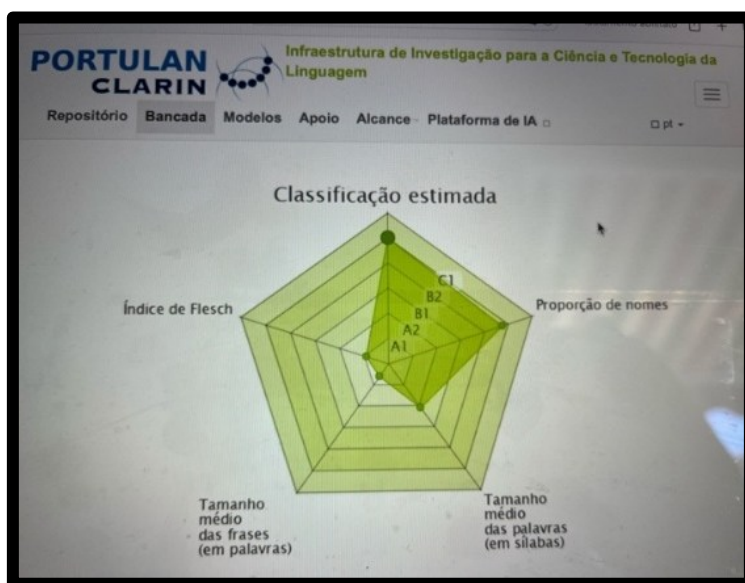 PORTULAN
CLARIN
Infraestrutura de Investigação para a Ciência e Tecnologia da
Linguagem
Repositório Bancada Modelos Apoio Alcance Plataforma de IA pt
Classificação estimada
C1
B2
B1
A2
A1
Índice de Flesch
Proporção de nomes
Tamanho
médio
das frases
(em palavras)
Tamanho
médio
das palavras
(em sílabas)